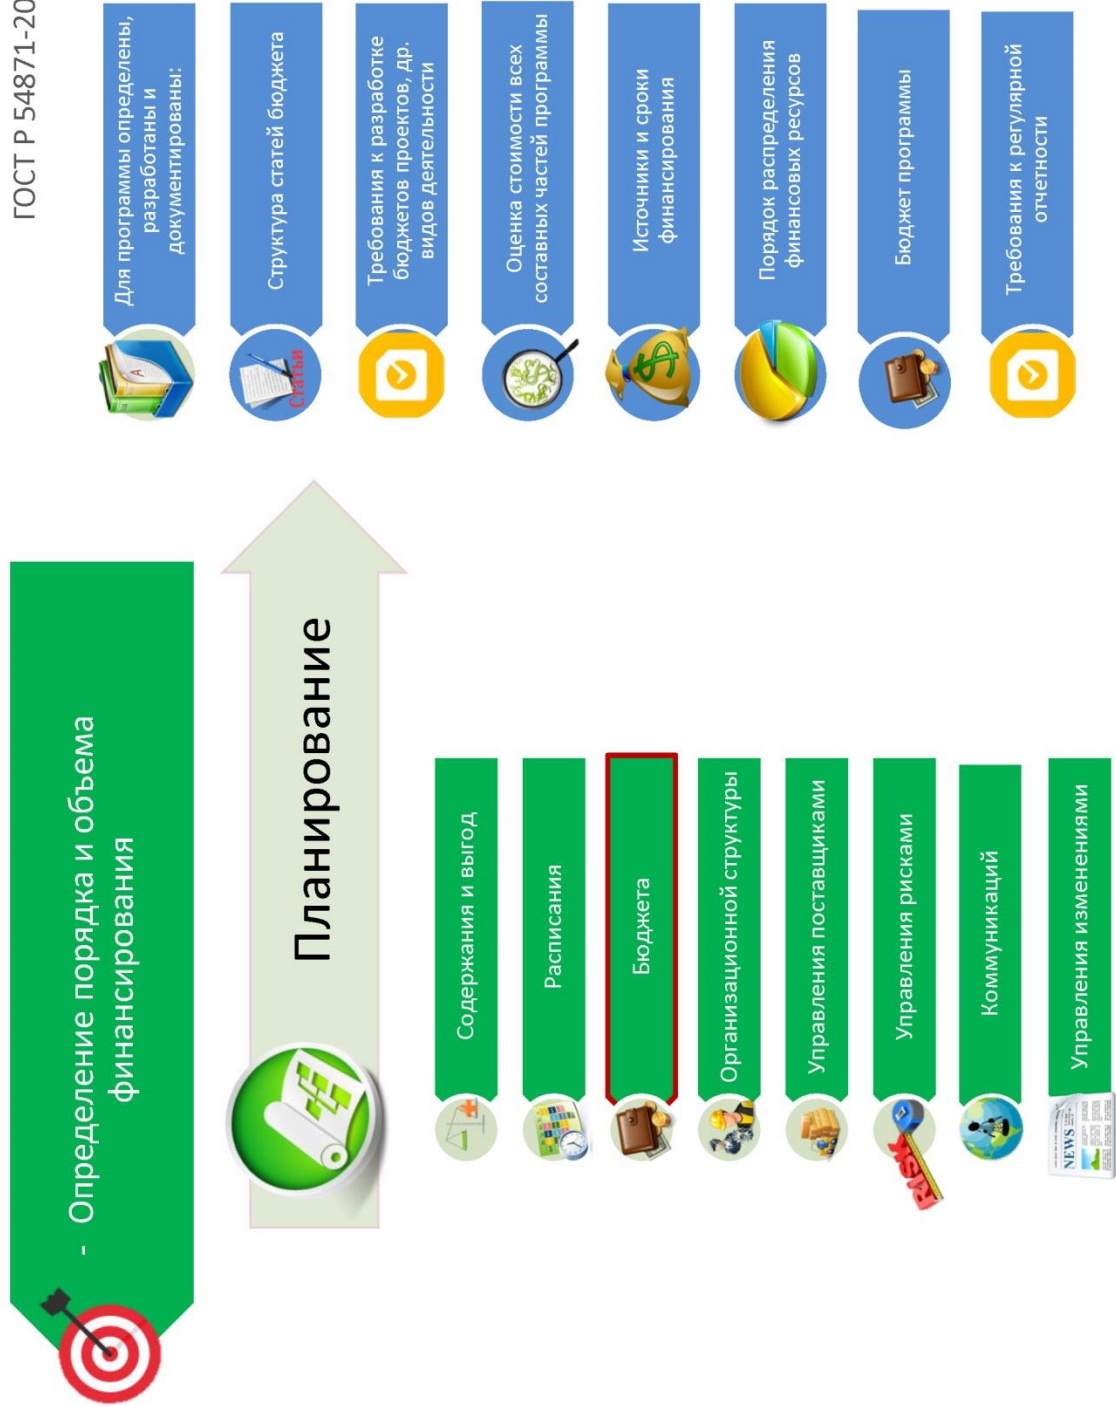 ГОСТ Р 54871-20
- Определение порядка и объема
финансирования
Планирование
Содержания и выгод
Расписания
Бюджета
Организационной структуры
Управления поставщиками
RISK
Управления рисками
Коммуникаций
NEWS
Управления изменениями
Для программы определены,
разработаны и
документированы:
Статьи
Структура статей бюджета
Требования к разработке
бюджетов проектов, др.
видов деятельности
Оценка стоимости всех
составных частей программы
Источники и сроки
финансирования
Порядок распределения
финансовых ресурсов
Бюджет программы
Требования к регулярной
отчетности